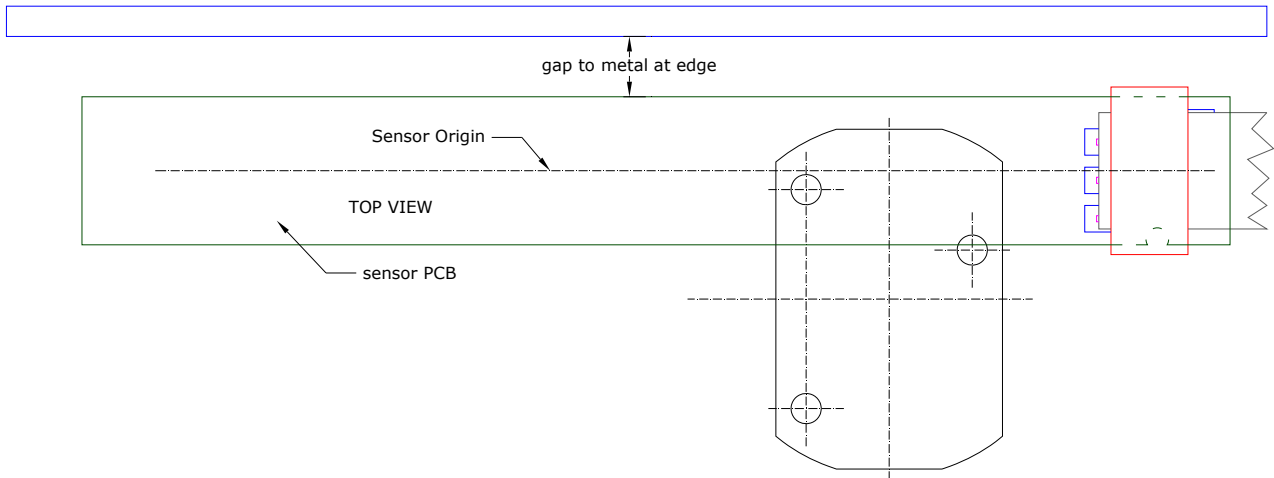 gap to metal at edge
Sensor Origin
TOP VIEW
sensor PCB